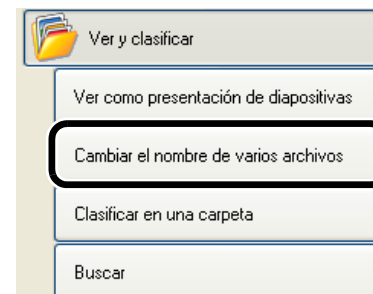 Ver y clasificar
Ver como presentación de diapositivas
Cambiar el nombre de varios archivos
Clasificar en una carpeta
Buscar